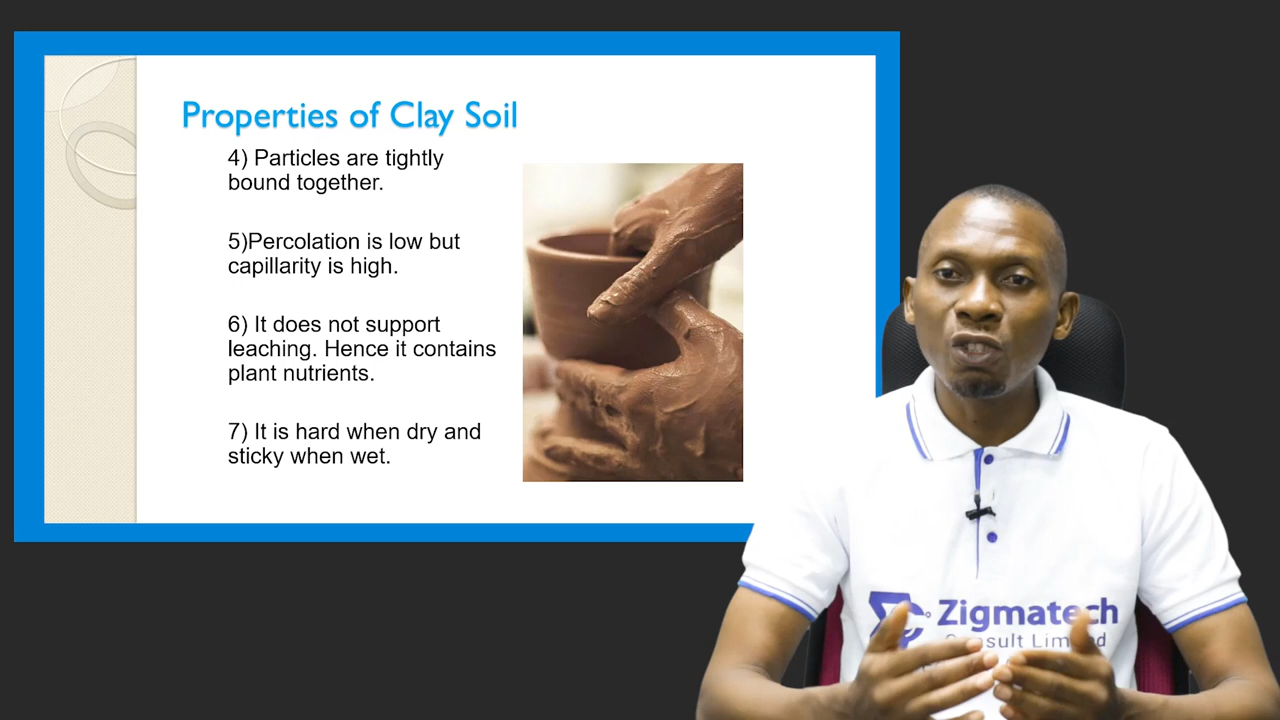 Properties of Clay Soil
4) Particles are tightly
bound together.
5)Percolation is low but
capillarity is high.
6) It does not support
leaching. Hence it contains
plant nutrients.
7) It is hard when dry and
sticky when wet.
Zigmatech